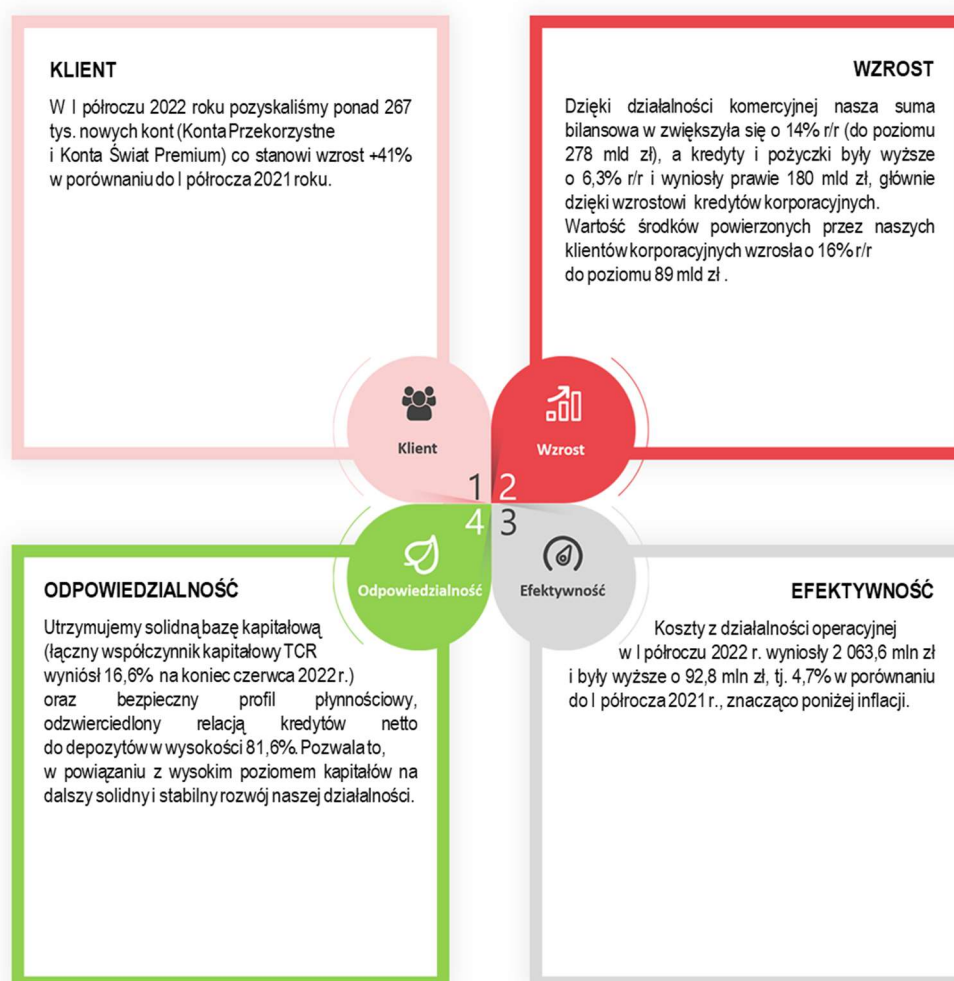 KLIENT
W I półroczu 2022 roku pozyskaliśmy ponad 267
tys. nowych kont (Konta Przekorzystne
i Konta Świat Premium) co stanowi wzrost +41%
w porównaniu do I półrocza 2021 roku.
WZROST
Dzięki działalności komercyjnej nasza suma
bilansowa w zwiększyła się o 14% r/r (do poziomu
278 mld zł), a kredyty i pożyczki były wyższe
o 6,3% r/r i wyniosły prawie 180 mld zł, głównie
dzięki wzrostowi kredytów korporacyjnych.
Wartość środków powierzonych przez naszych
klientów korporacyjnych wzrosła o 16% r/r
do poziomu 89 mld zł .
Klient
Wzrost
1 2
4 3
Odpowiedzialność
Efektywność
ODPOWIEDZIALNOŚĆ
Utrzymujemy solidną bazę kapitałową
(łączny współczynnik kapitałowy TCR
wyniósł 16,6% na koniec czerwca 2022 r.)
oraz bezpieczny profil płynnościowy,
odzwierciedlony relacją kredytów netto
do depozytów w wysokości 81,6%. Pozwala to,
w powiązaniu z wysokim poziomem kapitałów na
dalszy solidny i stabilny rozwój naszej działalności.
EFEKTYWNOŚĆ
Koszty z działalności operacyjnej
w I półroczu 2022 r. wyniosły 2 063,6 mln zł
i były wyższe o 92,8 mln zł, tj. 4,7% w porównaniu
do I półrocza 2021 r., znacząco poniżej inflacji.